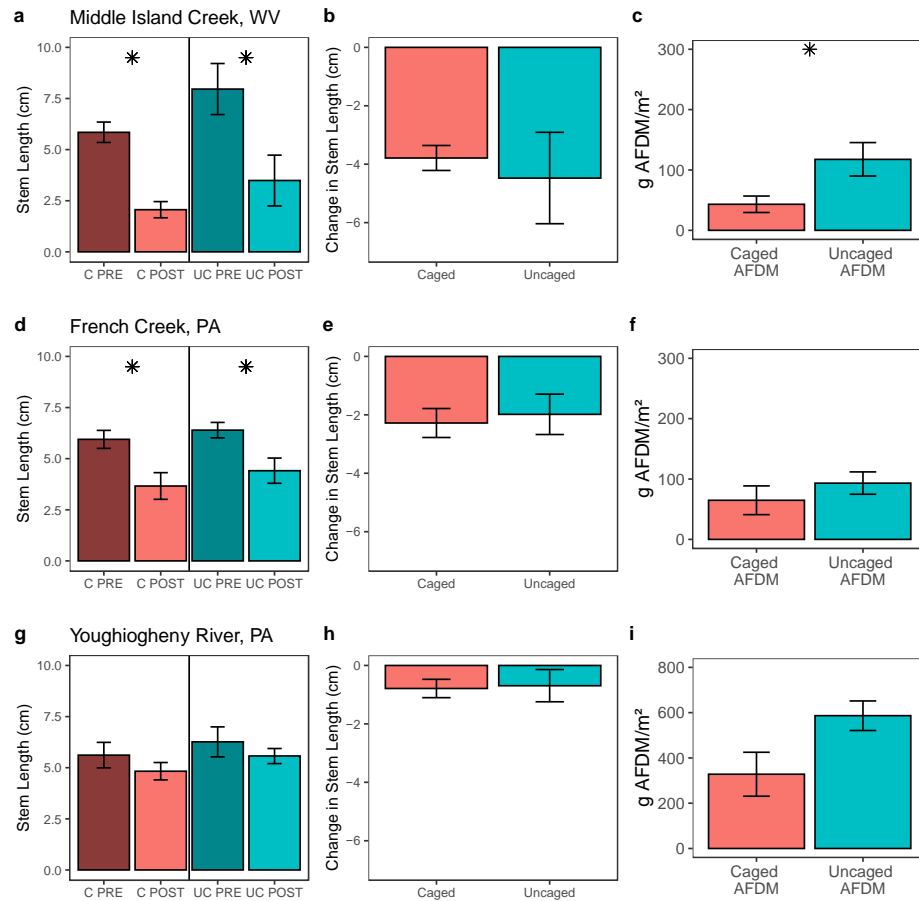 a
Middle Island Creek, WV
b
c
Stem Length (cm)
10.0
7.5
5.0
2.5
0.0
C PRE
C POST
UC PRE
UC POST
Change in Stem Length (cm)
0
−2
−4
−6
Caged
Uncaged
g AFDM/m²
300
200
100
0
Caged
AFDM
Uncaged
AFDM
d
French Creek, PA
e
f
Stem Length (cm)
10.0
7.5
5.0
2.5
0.0
C PRE
C POST
UC PRE
UC POST
Change in Stem Length (cm)
0
−2
−4
−6
Caged
Uncaged
g AFDM/m²
300
200
100
0
Caged
AFDM
Uncaged
AFDM
g
Youghiogheny River, PA
h
i
Stem Length (cm)
10.0
7.5
5.0
2.5
0.0
C PRE
C POST
UC PRE
UC POST
Change in Stem Length (cm)
0
−2
−4
−6
Caged
Uncaged
g AFDM/m²
800
600
400
200
0
Caged
AFDM
Uncaged
AFDM